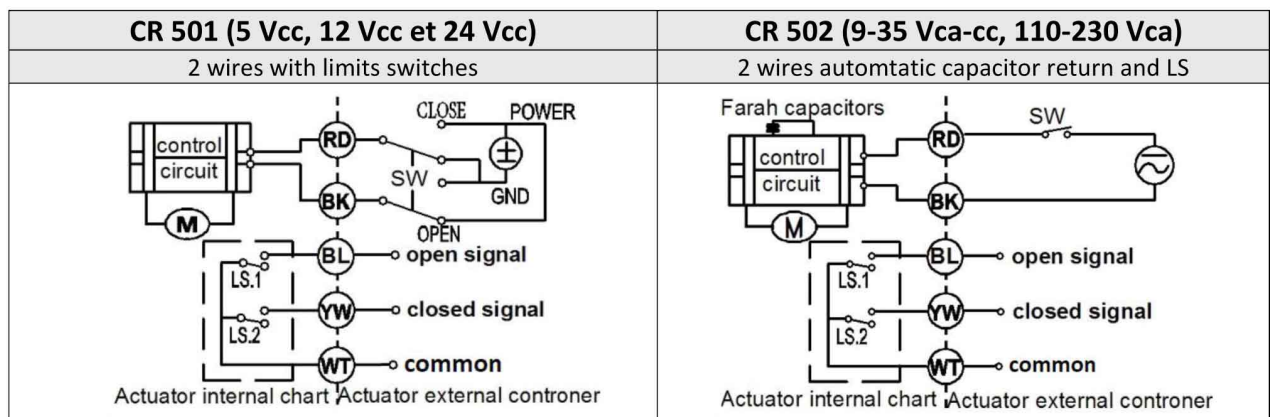 CR 501 (5 Vcc, 12 Vcc et 24 Vcc)
2 wires with limits switches
CLOSE
POWER
control
circuit
RD
SW
±
GND
BK
M
OPEN
BL
open signal
LS.1
YW
closed signal
LS.2
WT
common
Actuator internal chart
Actuator external controner
CR 502 (9-35 Vca-cc, 110-230 Vca)
2 wires automtatic capacitor return and LS
Farah capacitors
SW
control
circuit
RD
BK
M
BL
open signal
LS.1
YW
closed signal
LS.2
WT
common
Actuator internal chart
Actuator external controner